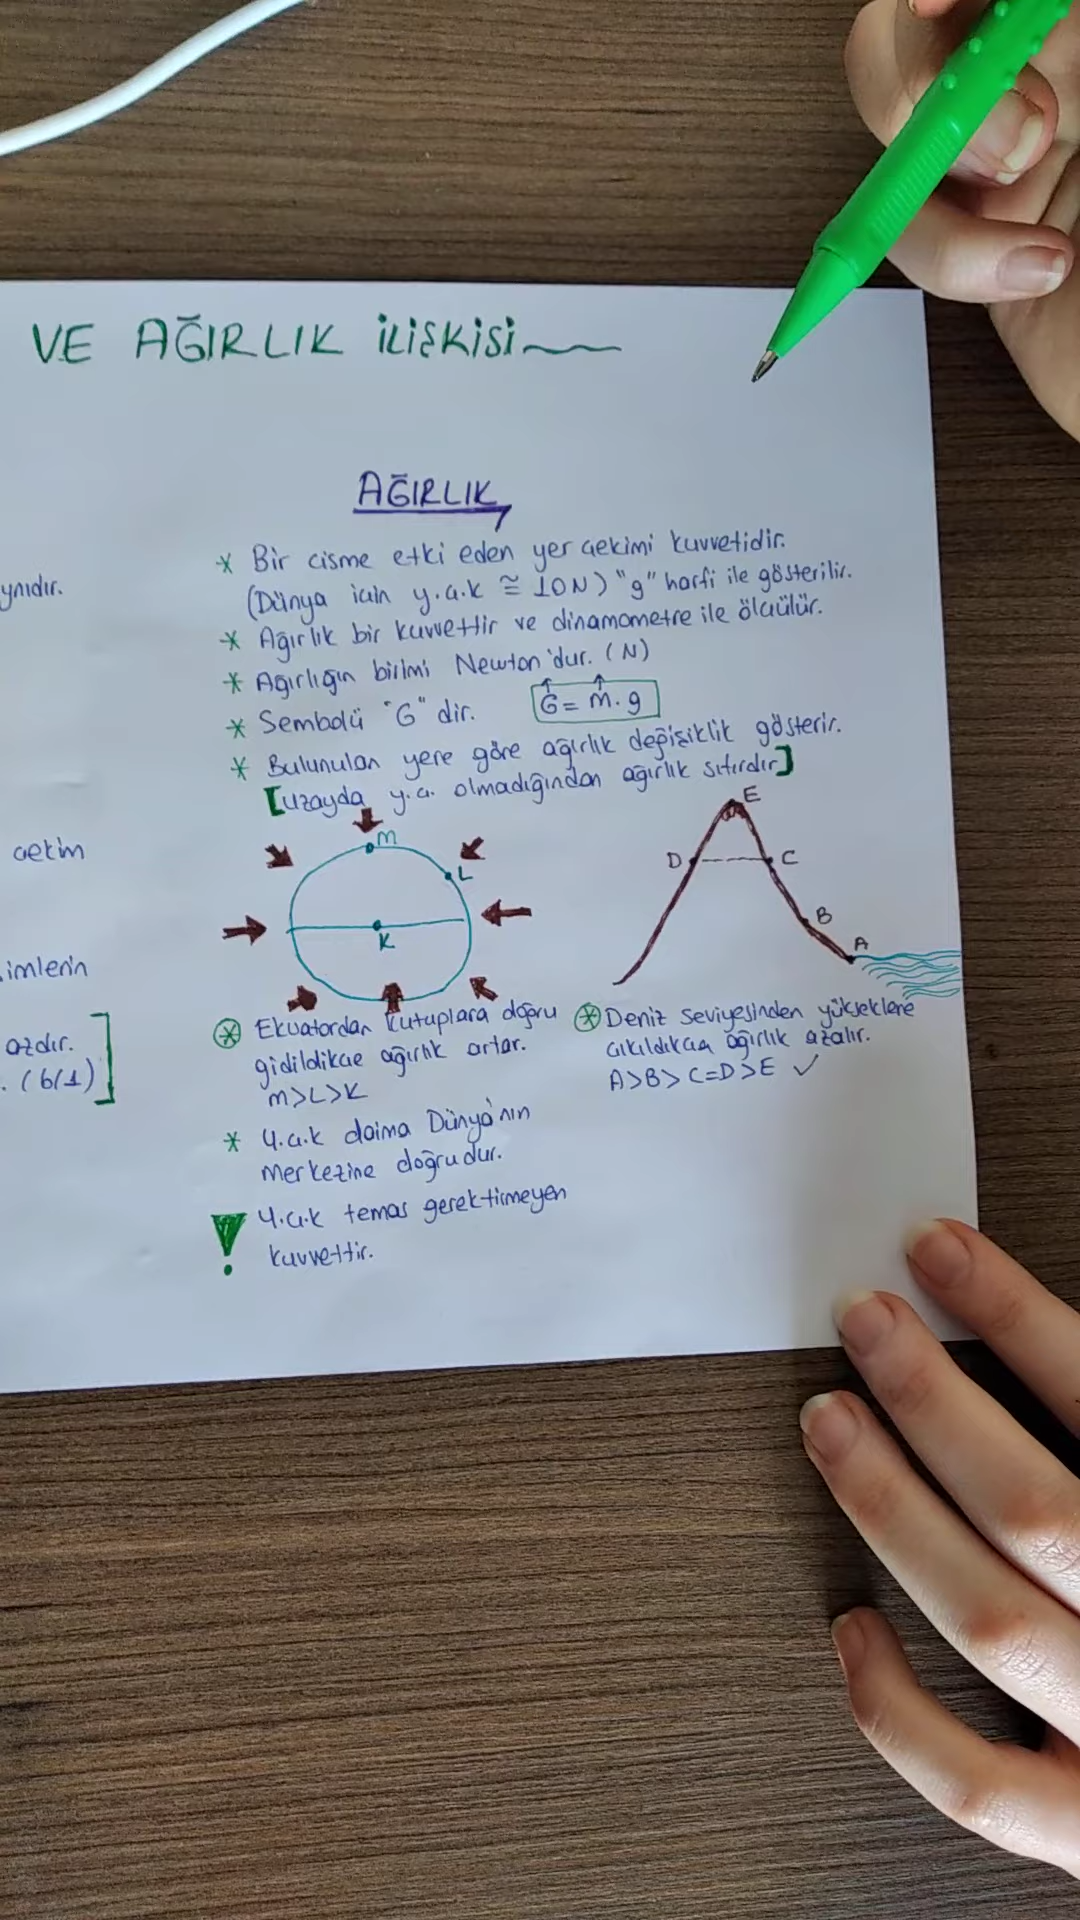 VE AĞIRLIK İLİŞKİSİ
AĞIRLIK
* Bir cisme etki eden yer çekimi kuvvetidir.
(Dünya için y.ç.k ≅ 10N) "g" harfi ile gösterilir.
* Ağırlık bir kuvvettir ve dinamometre ile ölçülür.
* Ağırlığın birimi Newton'dur. (N)
* Sembolü "G" dir.
G = m.g
* Bulunulan yere göre ağırlık değişiklik gösterir.
[uzayda y.ç. olmadığından ağırlık sıfırdır]
ynıdır.
çekim
imlerin
azdır.
. (6/1)
M
L
K
E
D
C
B
A
* Ekvatordan kutuplara doğru
gidildikçe ağırlık artar.
m>L>K
* Deniz seviyesinden yükseklere
çıkıldıkça ağırlık azalır.
A>B>C=D>E ✓
* Y.ç.k daima Dünya'nın
merkezine doğrudur.
! Y.ç.k temas gerektirmeyen
kuvvettir.